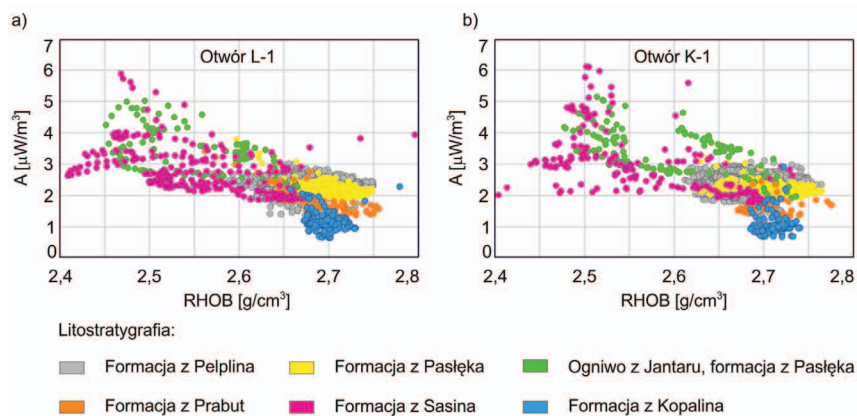 a)
Otwór L-1
A [μW/m³]
7
6
5
4
3
2
1
0
2,4
2,5
2,6
2,7
2,8
RHOB [g/cm³]
b)
Otwór K-1
A [μW/m³]
7
6
5
4
3
2
1
0
2,4
2,5
2,6
2,7
2,8
RHOB [g/cm³]
Litostratygrafia:
Formacja z Pelplina
Formacja z Pasłęka
Ogniwo z Jantaru, formacja z Pasłęka
Formacja z Prabut
Formacja z Sasina
Formacja z Kopalina